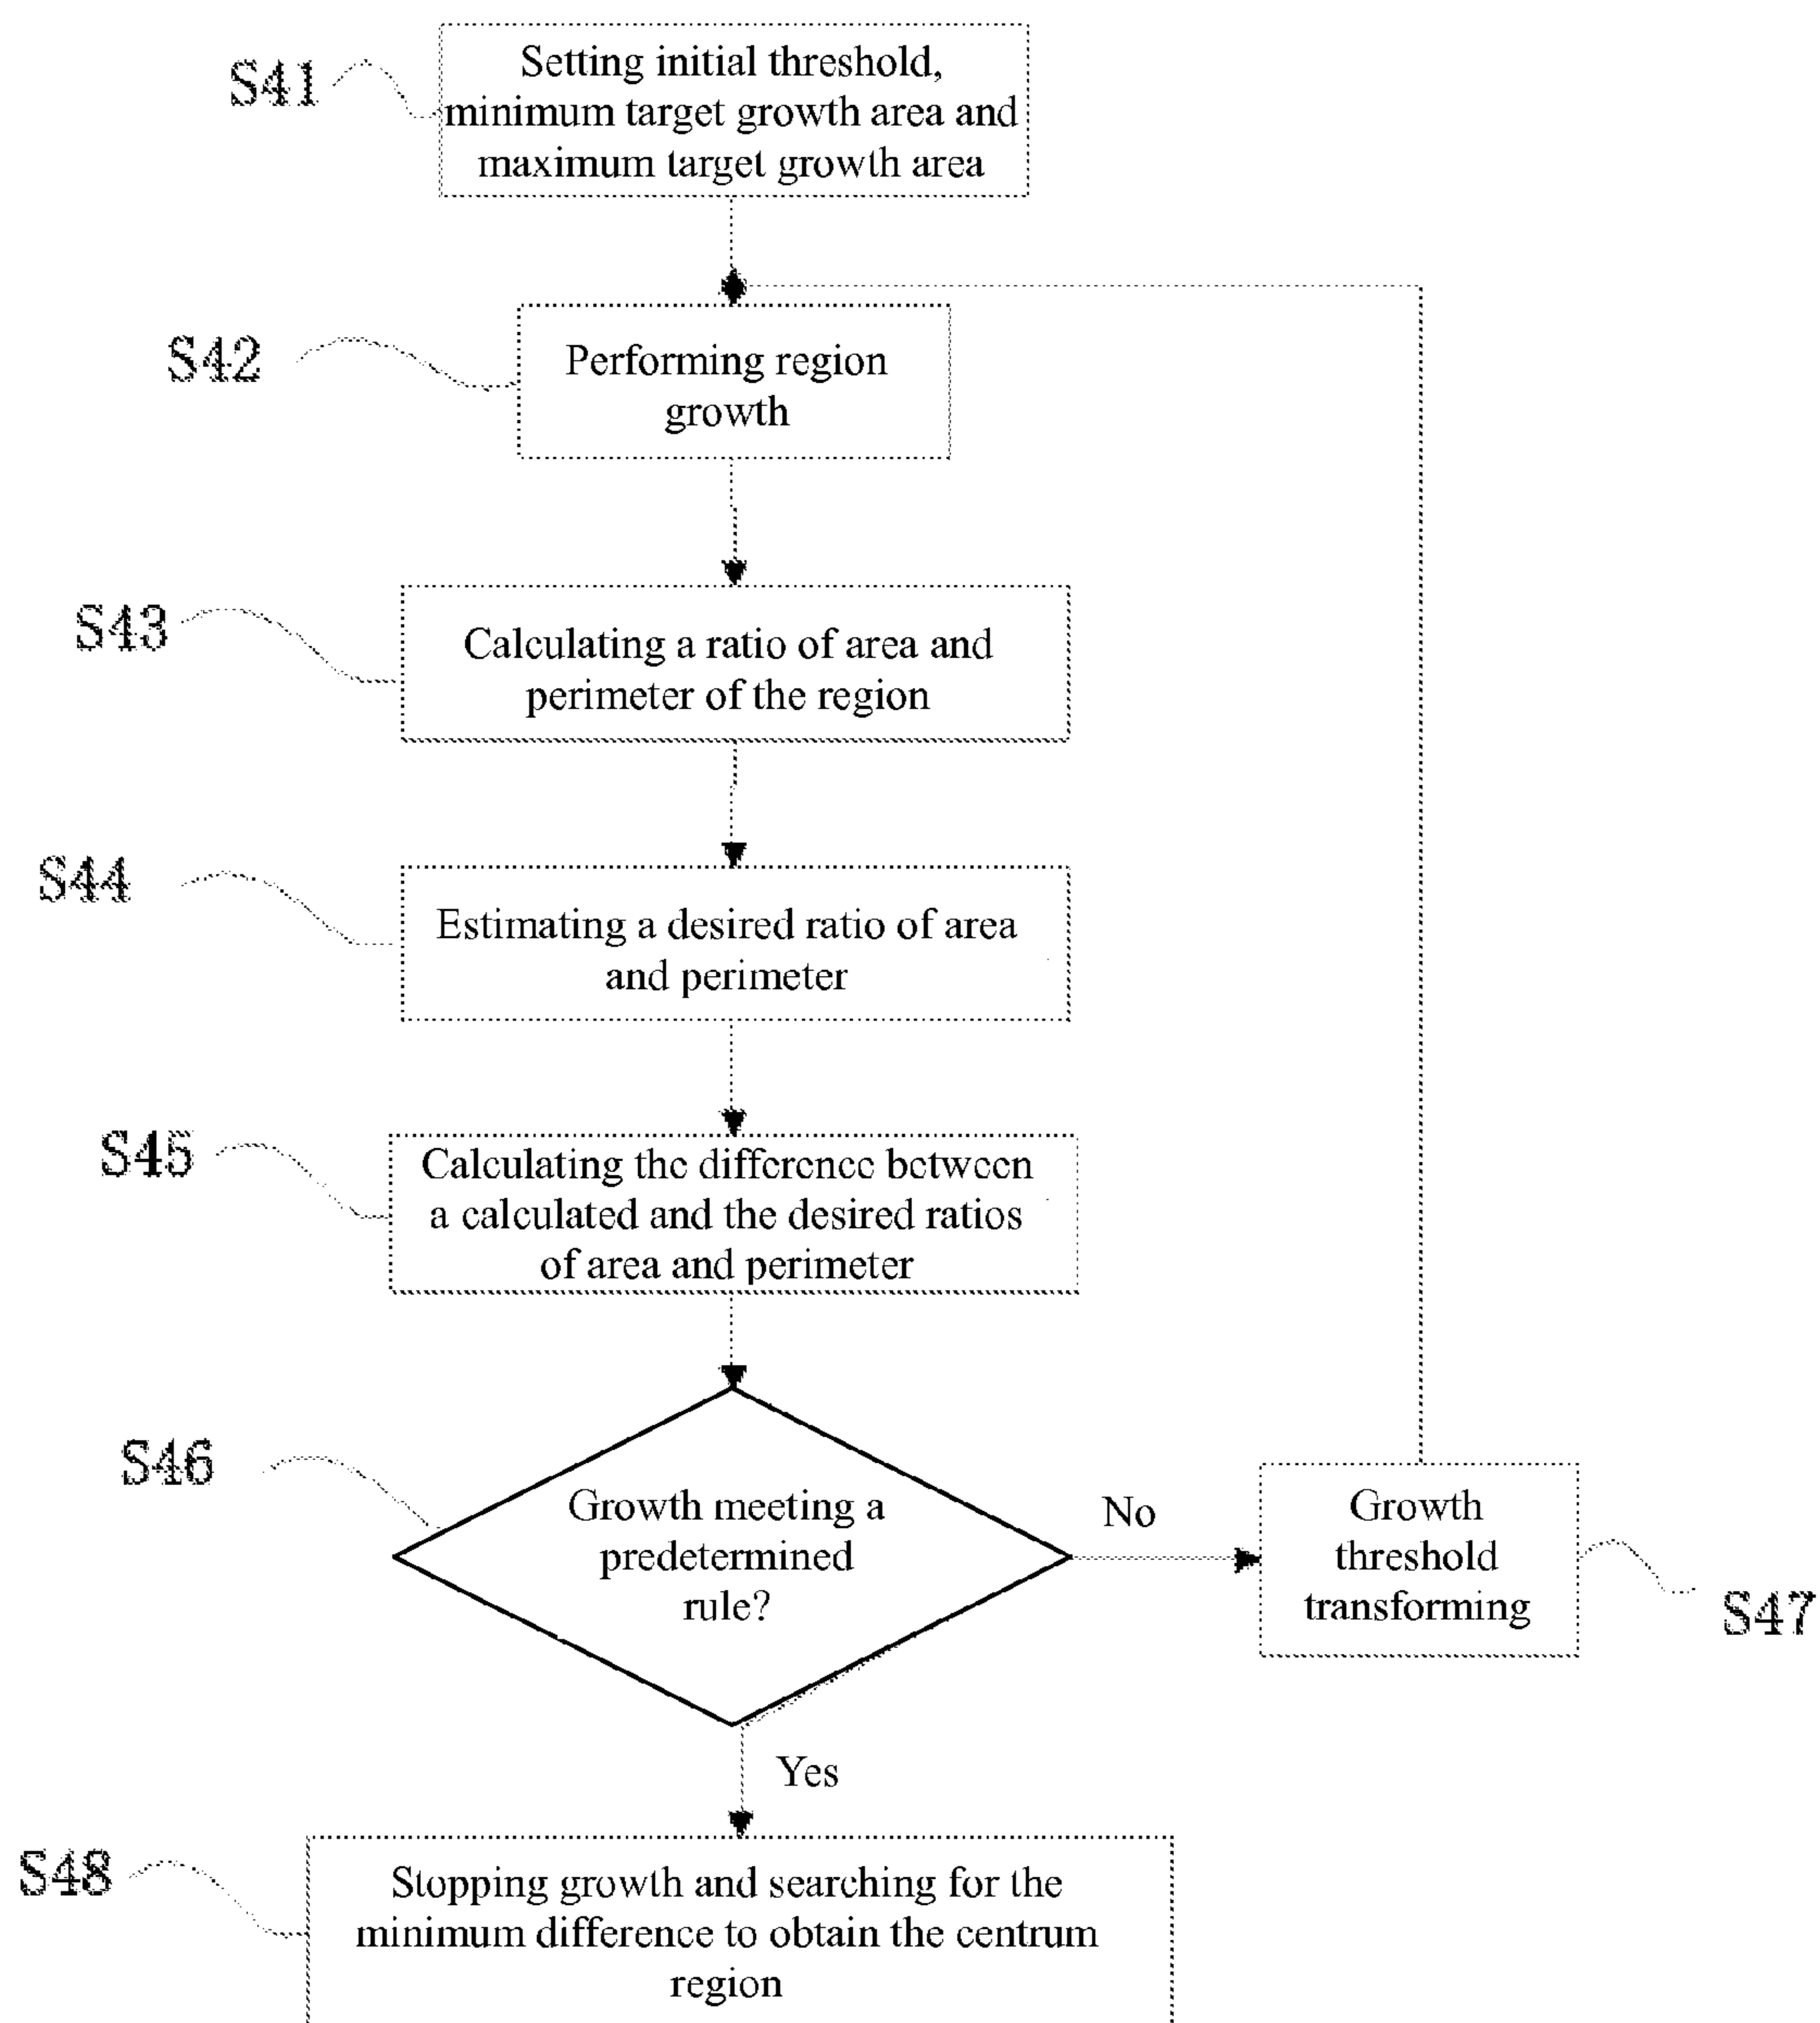 S41
Setting initial threshold,
minimum target growth area and
maximum target growth area
S42
Performing region
growth
S43
Calculating a ratio of area and
perimeter of the region
S44
Estimating a desired ratio of area
and perimeter
S45
Calculating the difference between
a calculated and the desired ratios
of area and perimeter
S46
Growth meeting a
predetermined
rule?
No
Growth
threshold
transforming
S47
Yes
S48
Stopping growth and searching for the
minimum difference to obtain the centrum
region